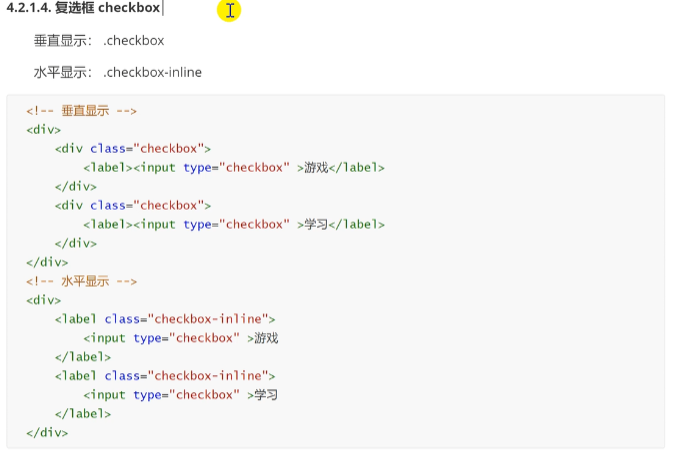 4.2.1.4. 复选框 checkbox
垂直显示： .checkbox
水平显示： .checkbox-inline
<!-- 垂直显示 -->
<div>
    <div class="checkbox">
        <label><input type="checkbox" >游戏</label>
    </div>
    <div class="checkbox">
        <label><input type="checkbox" >学习</label>
    </div>
</div>
<!-- 水平显示 -->
<div>
    <label class="checkbox-inline">
        <input type="checkbox" >游戏
    </label>
    <label class="checkbox-inline">
        <input type="checkbox" >学习
    </label>
</div>